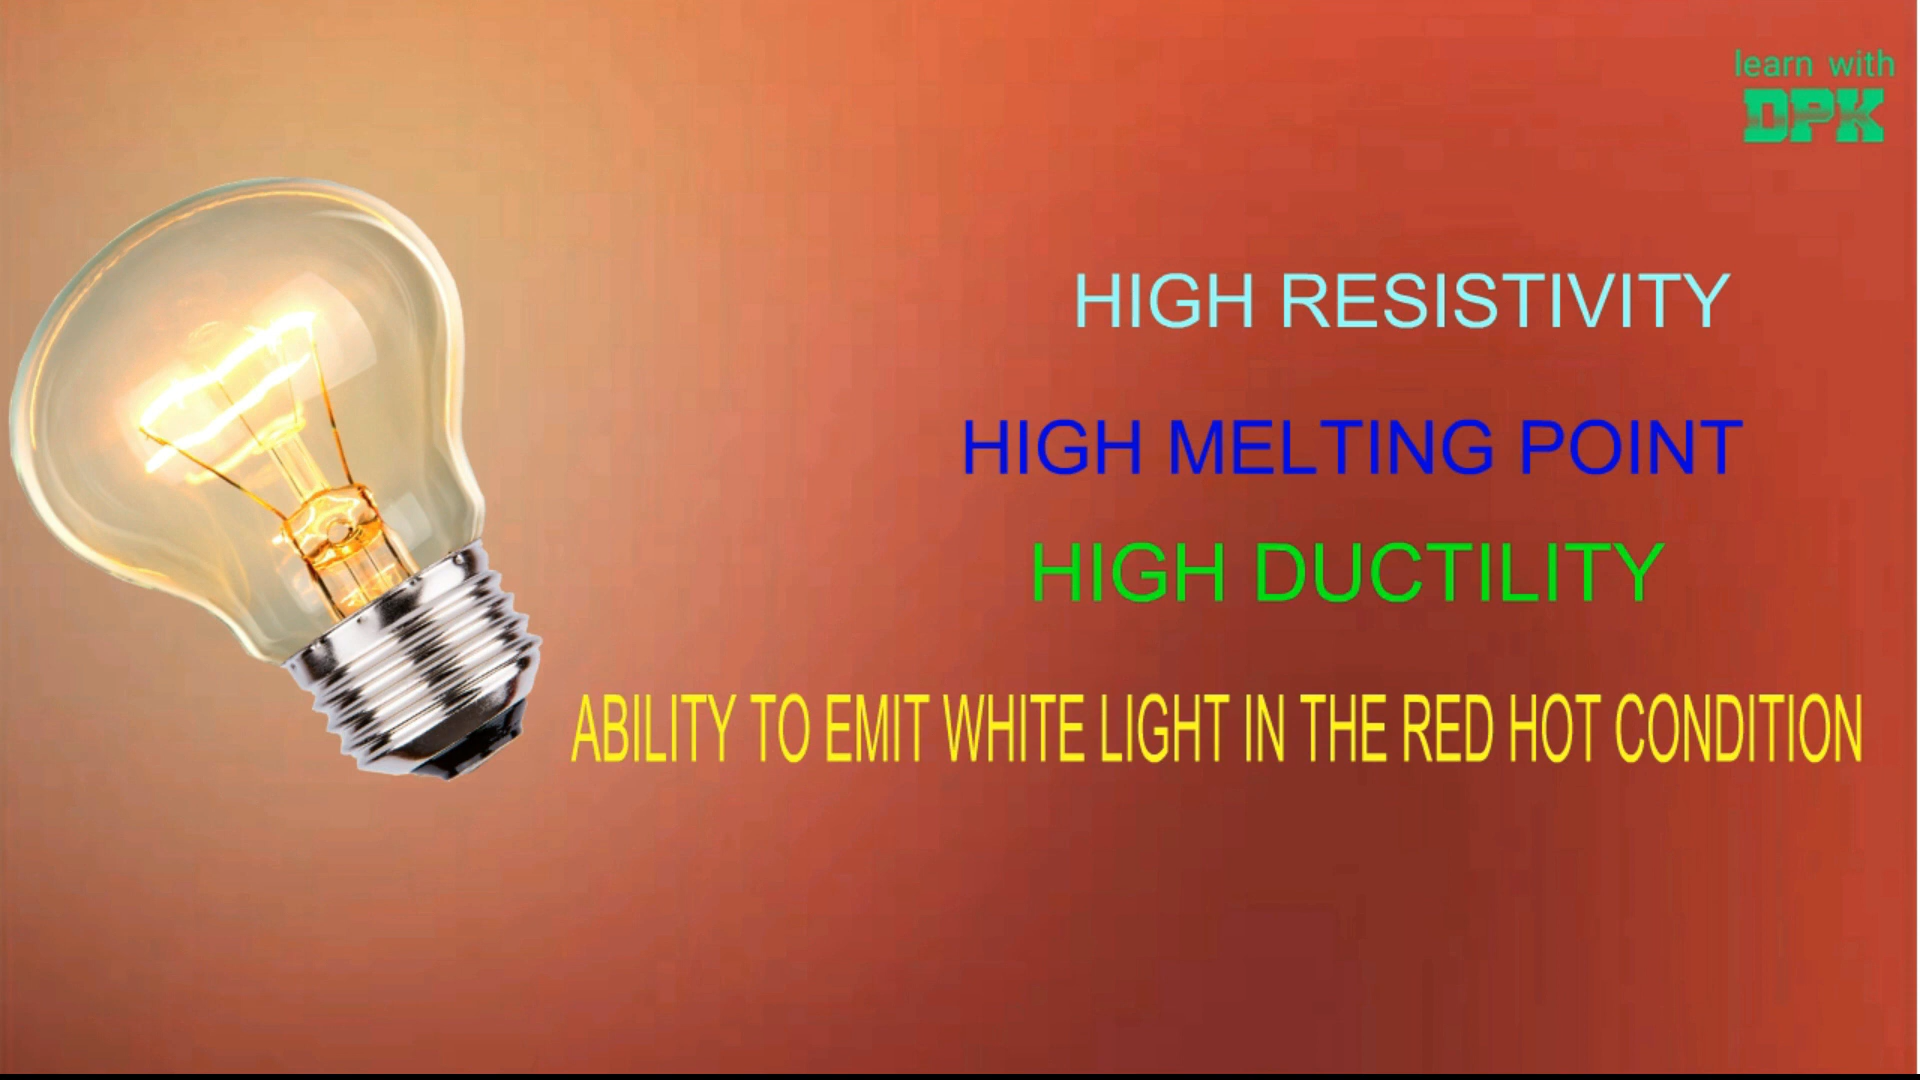 learn with
DPK
HIGH RESISTIVITY
HIGH MELTING POINT
HIGH DUCTILITY
ABILITY TO EMIT WHITE LIGHT IN THE RED HOT CONDITION